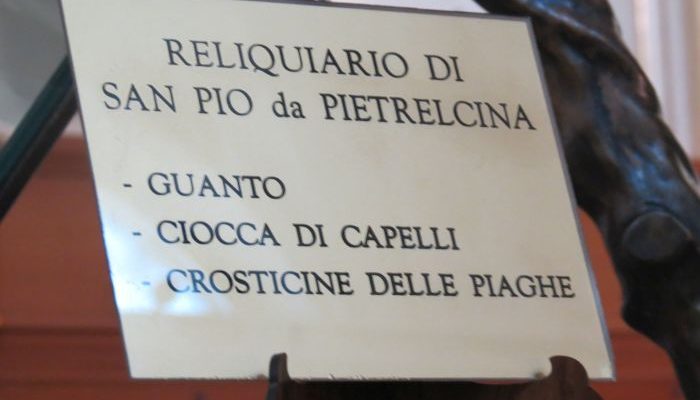 RELIQUIARIO DI
SAN PIO da PIETRELCINA
- GUANTO
- CIOCCA DI CAPELLI
- CROSTICINE DELLE PIAGHE